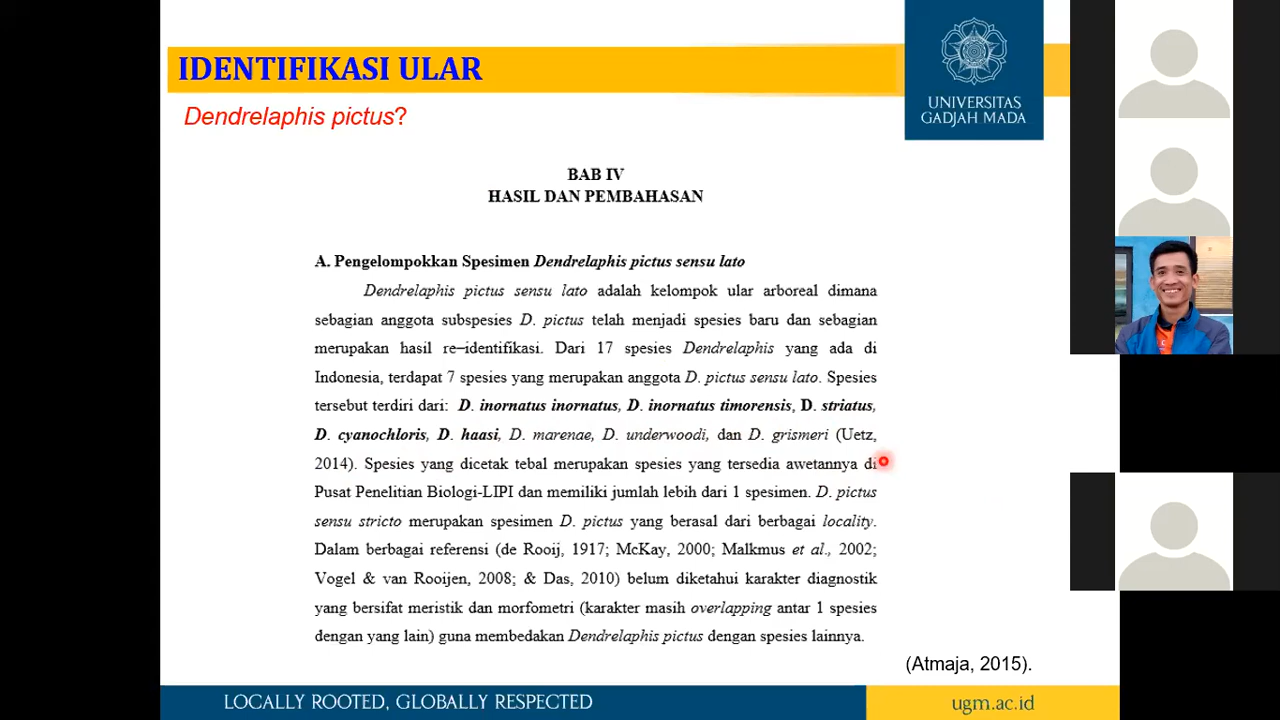 IDENTIFIKASI ULAR
Dendrelaphis pictus?
UNIVERSITAS
GADJAH MADA
BAB IV
HASIL DAN PEMBAHASAN
A. Pengelompokkan Spesimen Dendrelaphis pictus sensu lato
Dendrelaphis pictus sensu lato adalah kelompok ular arboreal dimana
sebagian anggota subspesies D. pictus telah menjadi spesies baru dan sebagian
merupakan hasil re–identifikasi. Dari 17 spesies Dendrelaphis yang ada di
Indonesia, terdapat 7 spesies yang merupakan anggota D. pictus sensu lato. Spesies
tersebut terdiri dari: D. inornatus inornatus, D. inornatus timorensis, D. striatus,
D. cyanochloris, D. haasi, D. marenae, D. underwoodi, dan D. grismeri (Uetz,
2014). Spesies yang dicetak tebal merupakan spesies yang tersedia awetannya di
Pusat Penelitian Biologi-LIPI dan memiliki jumlah lebih dari 1 spesimen. D. pictus
sensu stricto merupakan spesimen D. pictus yang berasal dari berbagai locality.
Dalam berbagai referensi (de Rooij, 1917; McKay, 2000; Malkmus et al., 2002;
Vogel & van Rooijen, 2008; & Das, 2010) belum diketahui karakter diagnostik
yang bersifat meristik dan morfometri (karakter masih overlapping antar 1 spesies
dengan yang lain) guna membedakan Dendrelaphis pictus dengan spesies lainnya.
(Atmaja, 2015).
LOCALLY ROOTED, GLOBALLY RESPECTED
ugm.ac.id